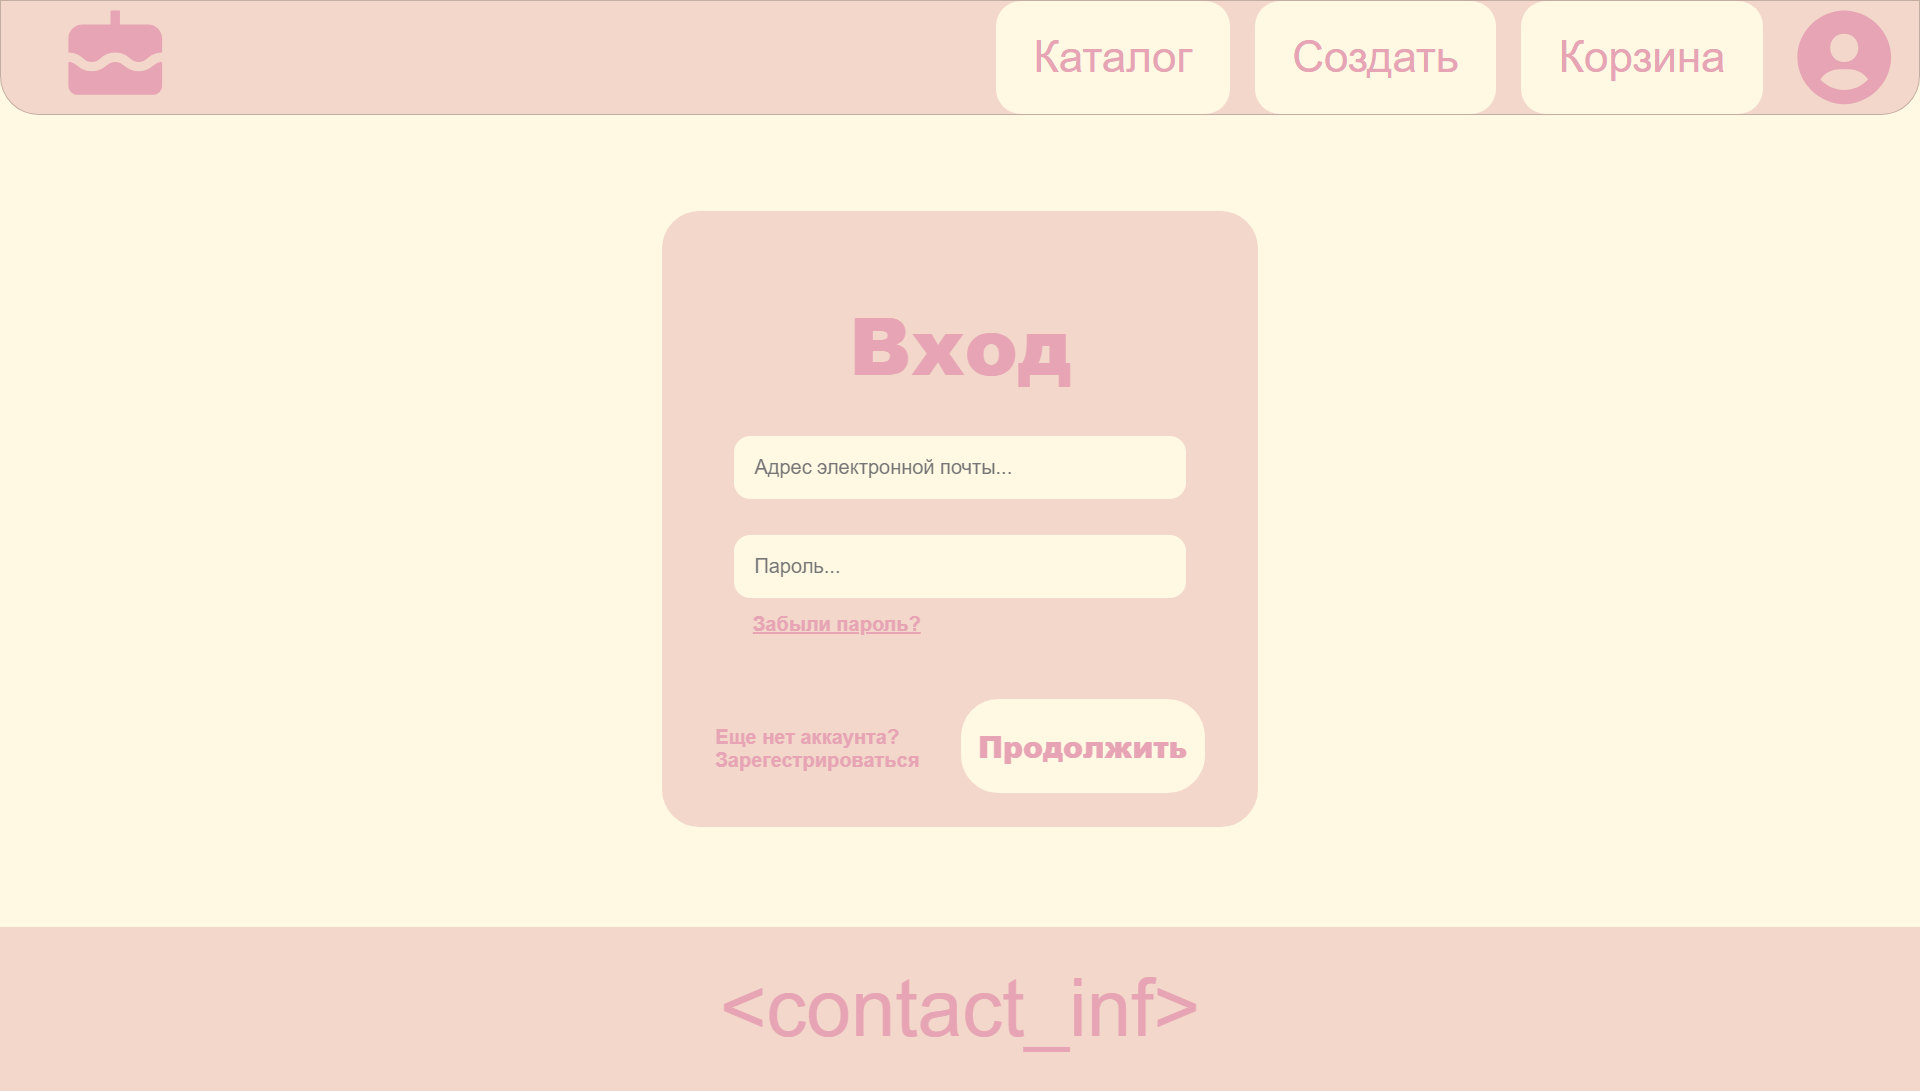 Каталог
Создать
Корзина
Вход
Адрес электронной почты...
Пароль...
Забыли пароль?
Еще нет аккаунта?
Зарегестрироваться
Продолжить
<contact_inf>